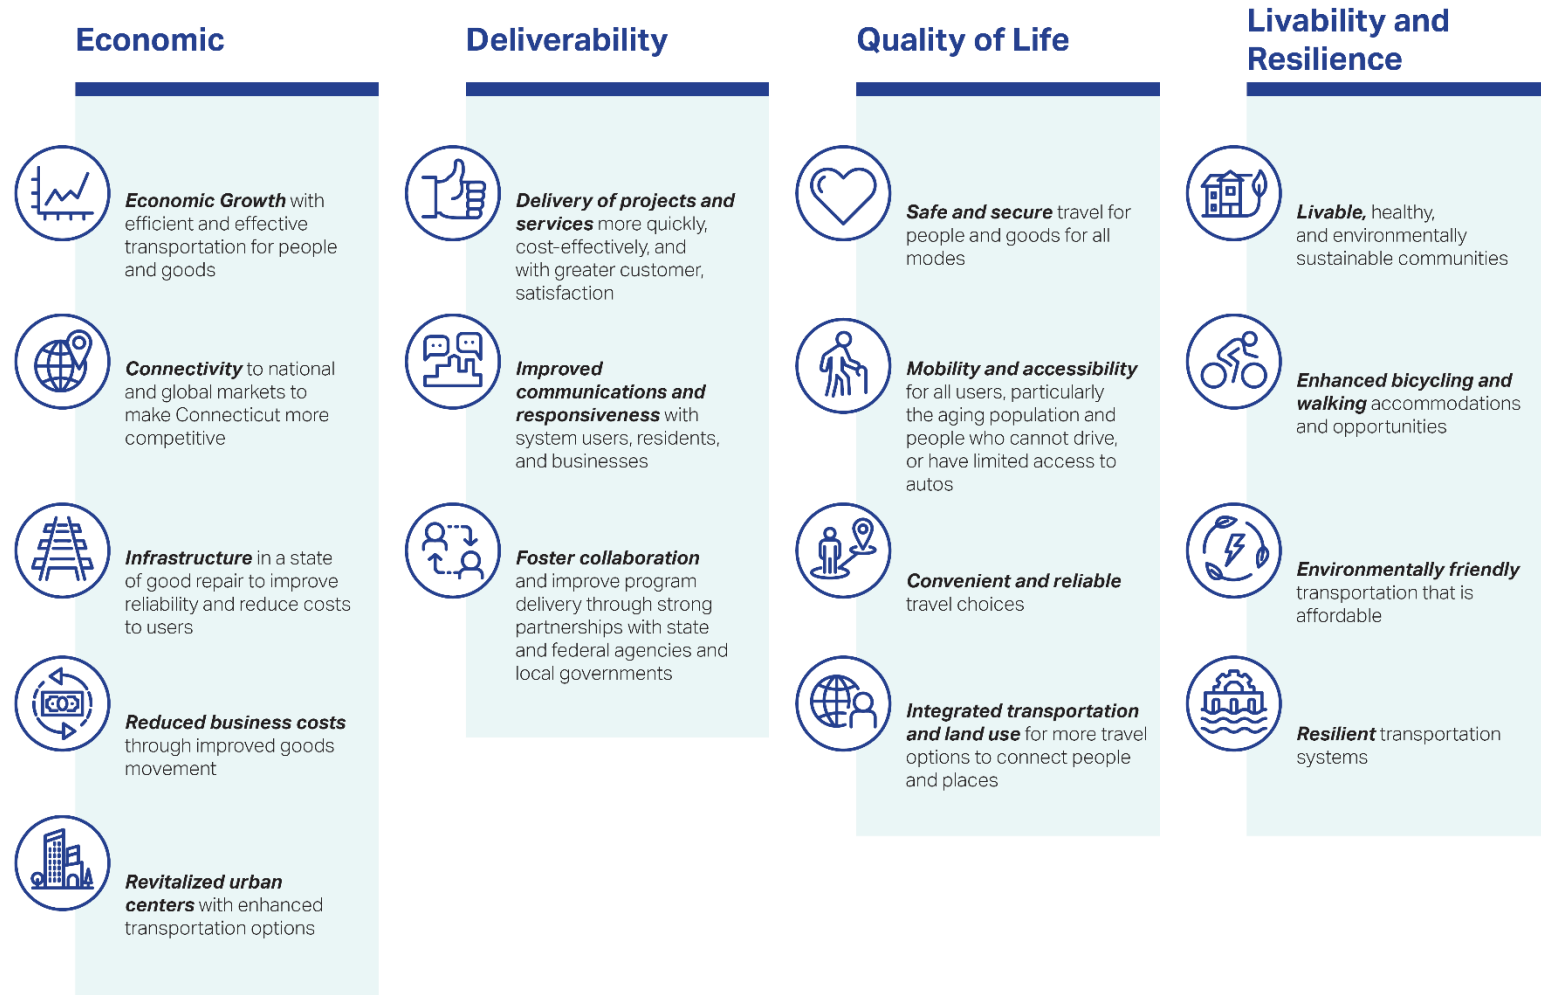 Economic
Economic Growth with
efficient and effective
transportation for people
and goods
Connectivity to national
and global markets to
make Connecticut more
competitive
Infrastructure in a state
of good repair to improve
reliability and reduce costs
to users
Reduced business costs
through improved goods
movement
Revitalized urban
centers with enhanced
transportation options
Deliverability
Delivery of projects and
services more quickly,
cost-effectively, and
with greater customer,
satisfaction
Improved
communications and
responsiveness with
system users, residents,
and businesses
Foster collaboration
and improve program
delivery through strong
partnerships with state
and federal agencies and
local governments
Quality of Life
Safe and secure travel for
people and goods for all
modes
Mobility and accessibility
for all users, particularly
the aging population and
people who cannot drive,
or have limited access to
autos
Convenient and reliable
travel choices
Integrated transportation
and land use for more travel
options to connect people
and places
Livability and
Resilience
Livable, healthy,
and environmentally
sustainable communities
Enhanced bicycling and
walking accommodations
and opportunities
Environmentally friendly
transportation that is
affordable
Resilient transportation
systems